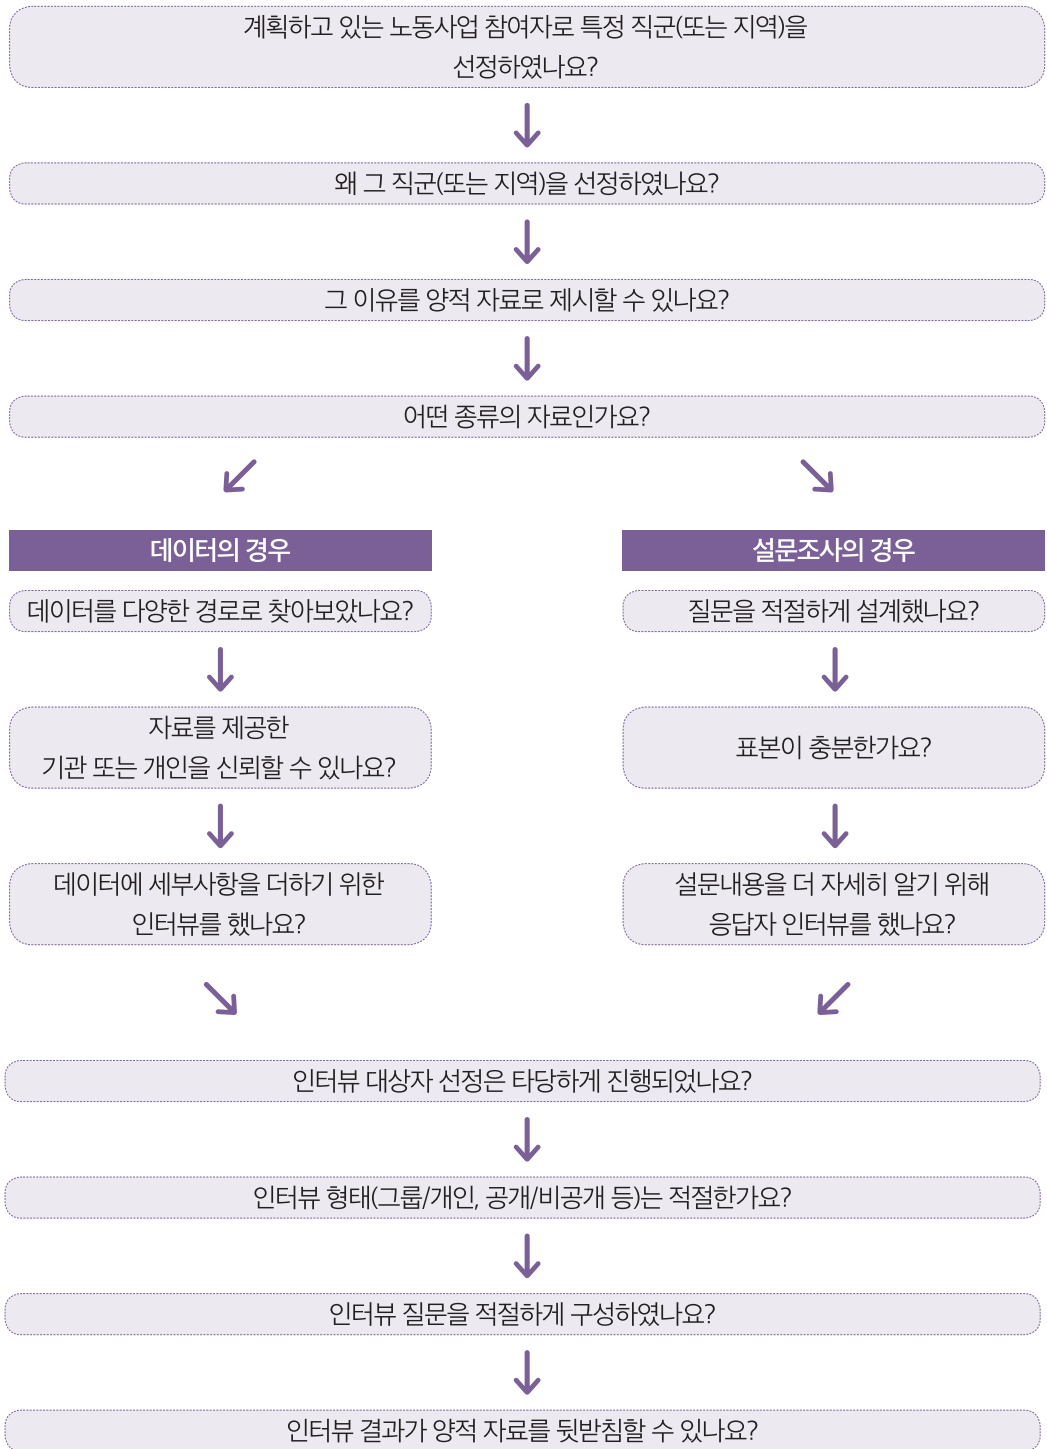 계획하고 있는 노동사업 참여자로 특정 직군(또는 지역)을
선정하였나요?
왜 그 직군(또는 지역)을 선정하였나요?
그 이유를 양적 자료로 제시할 수 있나요?
어떤 종류의 자료인가요?
데이터의 경우
데이터를 다양한 경로로 찾아보았나요?
자료를 제공한
기관 또는 개인을 신뢰할 수 있나요?
데이터에 세부사항을 더하기 위한
인터뷰를 했나요?
설문조사의 경우
질문을 적절하게 설계했나요?
표본이 충분한가요?
설문내용을 더 자세히 알기 위해
응답자 인터뷰를 했나요?
인터뷰 대상자 선정은 타당하게 진행되었나요?
인터뷰 형태(그룹/개인, 공개/비공개 등)는 적절한가요?
인터뷰 질문을 적절하게 구성하였나요?
인터뷰 결과가 양적 자료를 뒷받침할 수 있나요?